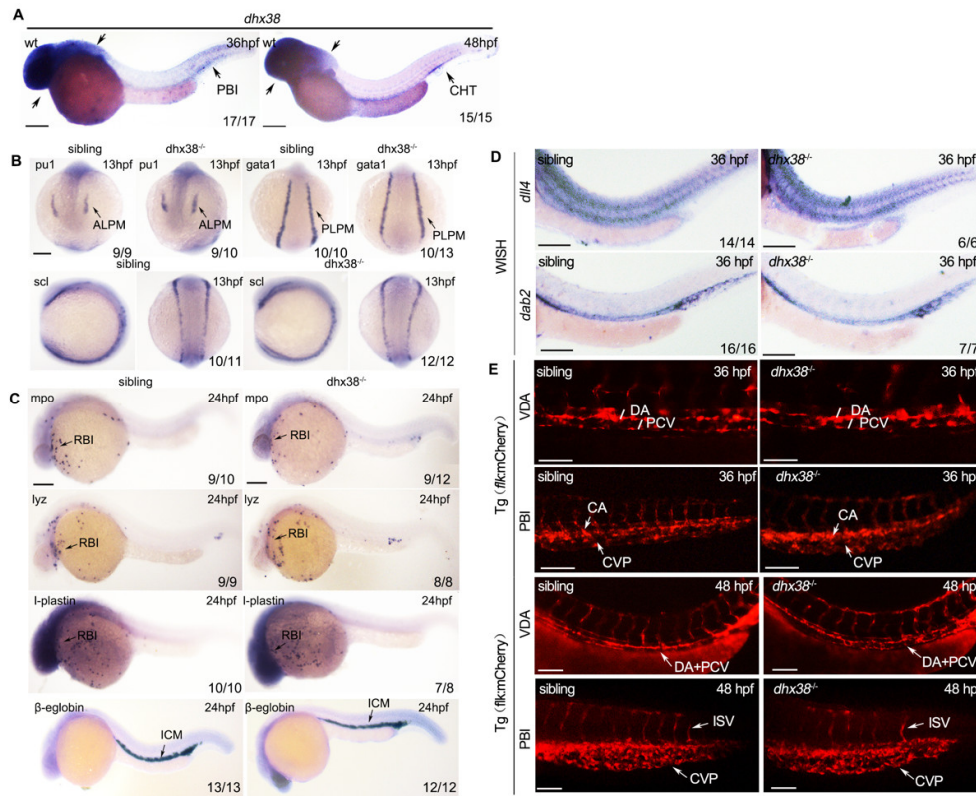 A
dhx38
wt 36hpf
PBI
17/17
wt 48hpf
CHT
15/15
B
sibling dhx38-/- sibling dhx38-/-
pu1 13hpf pu1 13hpf gata1 13hpf gata1 13hpf
ALPM ALPM PLPM PLPM
9/9 9/10 10/10 10/13
sibling dhx38-/-
scl 13hpf scl 13hpf
10/11 12/12
C
sibling dhx38-/-
mpo 24hpf mpo 24hpf
RBI RBI
9/10 9/12
lyz 24hpf lyz 24hpf
RBI RBI
9/9 8/8
l-plastin 24hpf l-plastin 24hpf
RBI RBI
10/10 7/8
β-eglobin 24hpf β-eglobin 24hpf
ICM ICM
13/13 12/12
D
WISH
dll4
sibling 36 hpf dhx38-/- 36 hpf
14/14 6/6
dab2
sibling 36 hpf dhx38-/- 36 hpf
16/16 7/7
E
Tg (flk:mCherry)
VDA
sibling 36 hpf dhx38-/- 36 hpf
DA DA
PCV PCV
PBI
sibling 36 hpf dhx38-/- 36 hpf
CA CA
CVP CVP
Tg (flk:mCherry)
VDA
sibling 48 hpf dhx38-/- 48 hpf
DA+PCV DA+PCV
PBI
sibling 48 hpf dhx38-/- 48 hpf
ISV ISV
CVP CVP